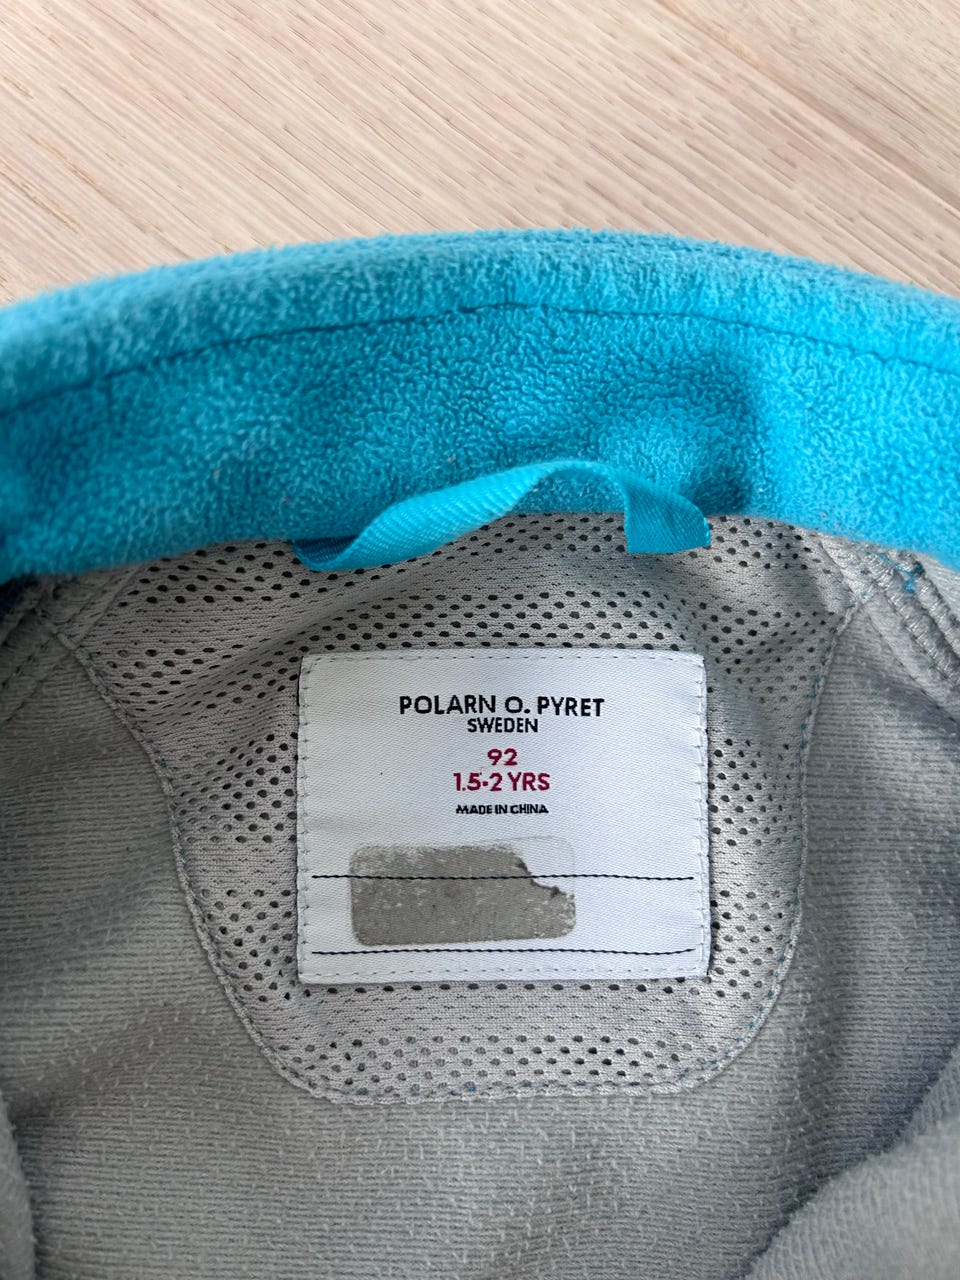 POLARN O. PYRET
SWEDEN
92
1.5-2 YRS
MADE IN CHINA